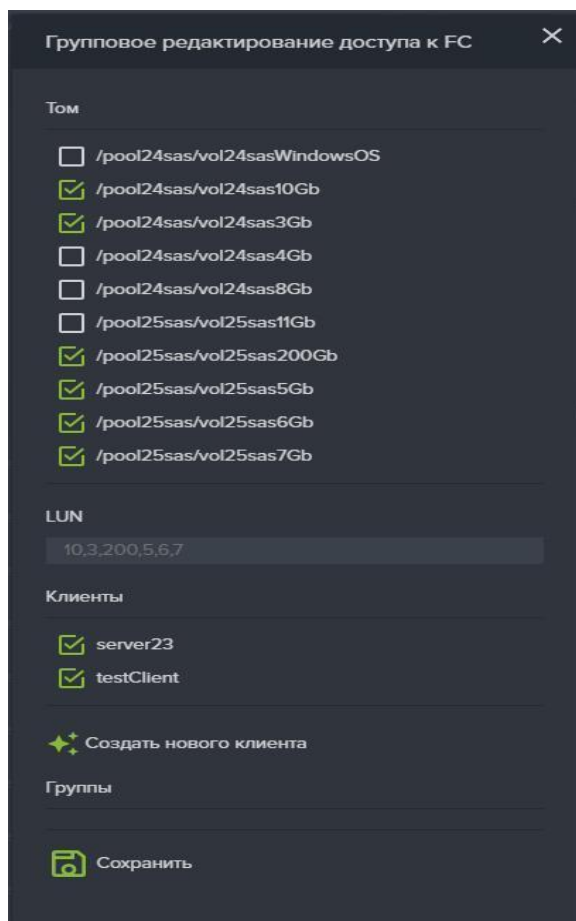 Групповое редактирование доступа к FC
Том
/pool24sas/vol24sasWindowsOS
/pool24sas/vol24sas10Gb
/pool24sas/vol24sas3Gb
/pool24sas/vol24sas4Gb
/pool24sas/vol24sas8Gb
/pool25sas/vol25sas11Gb
/pool25sas/vol25sas200Gb
/pool25sas/vol25sas5Gb
/pool25sas/vol25sas6Gb
/pool25sas/vol25sas7Gb
LUN
10,3,200,5,6,7
Клиенты
server23
testClient
Создать нового клиента
Группы
Сохранить